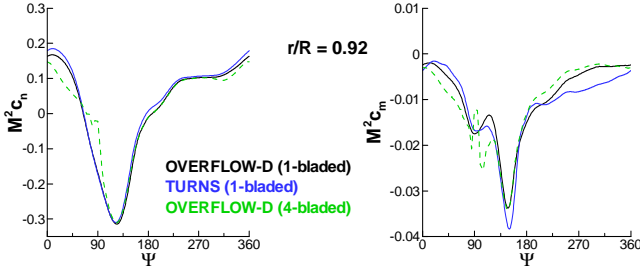 0.3
0.2
0.1
0
-0.1
-0.2
-0.3
M²cₙ
0
90
180
270
360
Ψ
r/R = 0.92
OVERFLOW-D (1-bladed)
TURNS (1-bladed)
OVERFLOW-D (4-bladed)
0.01
0
-0.01
-0.02
-0.03
-0.04
M²cₘ
0
90
180
270
360
Ψ